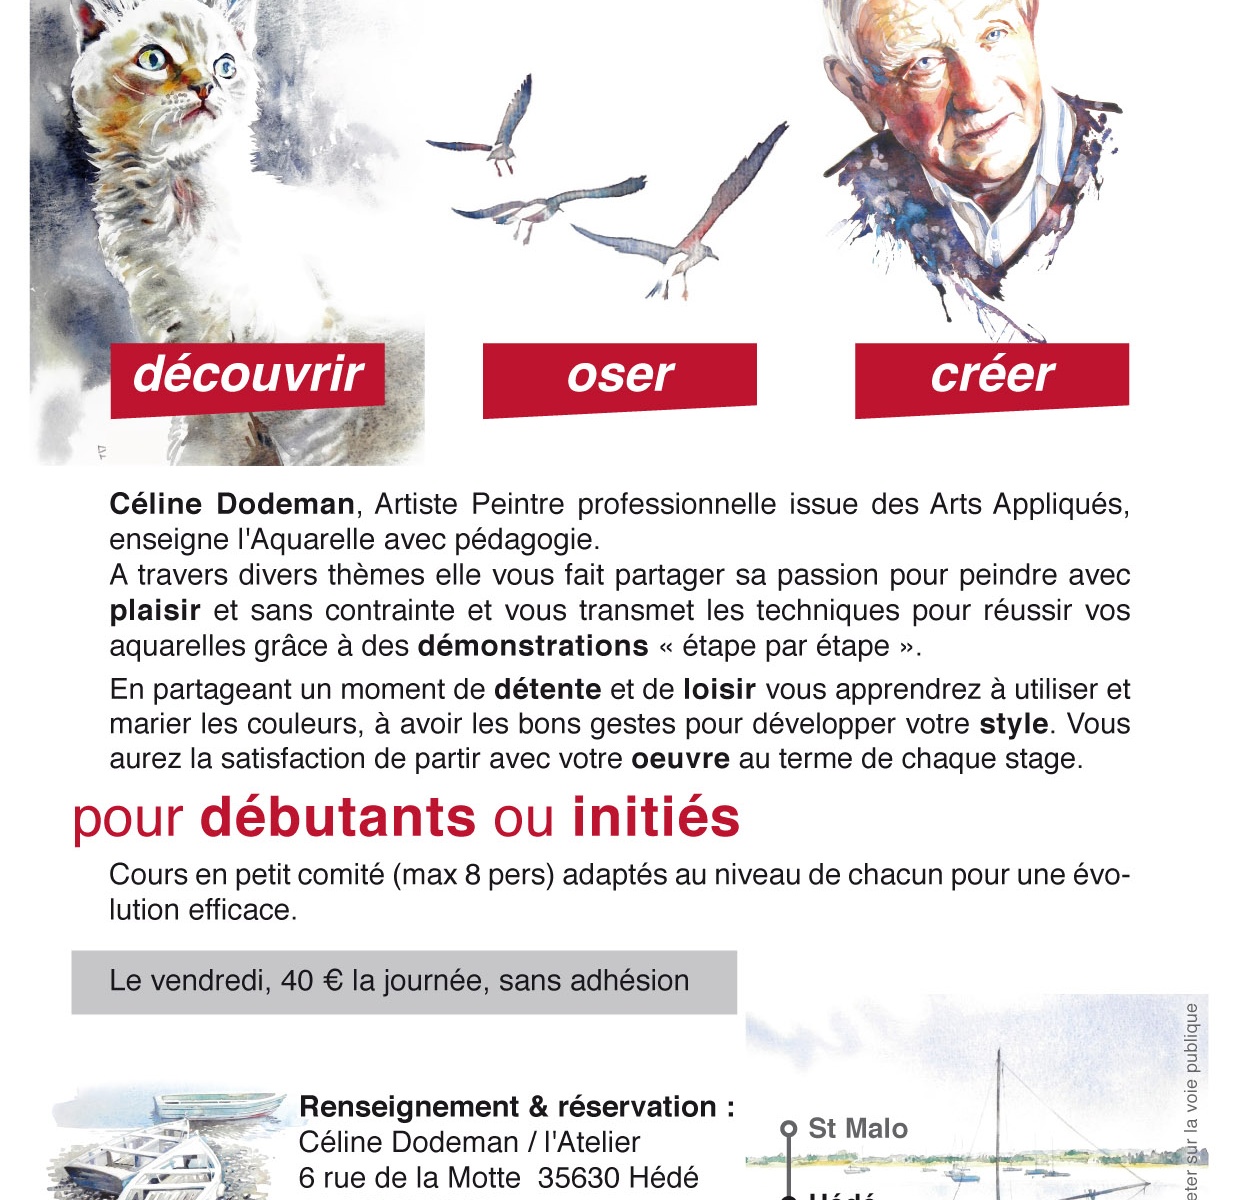 découvrir
oser
créer
Céline Dodeman, Artiste Peintre professionnelle issue des Arts Appliqués,
enseigne l'Aquarelle avec pédagogie.
A travers divers thèmes elle vous fait partager sa passion pour peindre avec
plaisir et sans contrainte et vous transmet les techniques pour réussir vos
aquarelles grâce à des démonstrations « étape par étape ».
En partageant un moment de détente et de loisir vous apprendrez à utiliser et
marier les couleurs, à avoir les bons gestes pour développer votre style. Vous
aurez la satisfaction de partir avec votre oeuvre au terme de chaque stage.
pour débutants ou initiés
Cours en petit comité (max 8 pers) adaptés au niveau de chacun pour une évo-
lution efficace.
Le vendredi, 40 € la journée, sans adhésion
Renseignement & réservation :
Céline Dodeman / l'Atelier
6 rue de la Motte 35630 Hédé
St Malo
Hédé
eter sur la voie publique